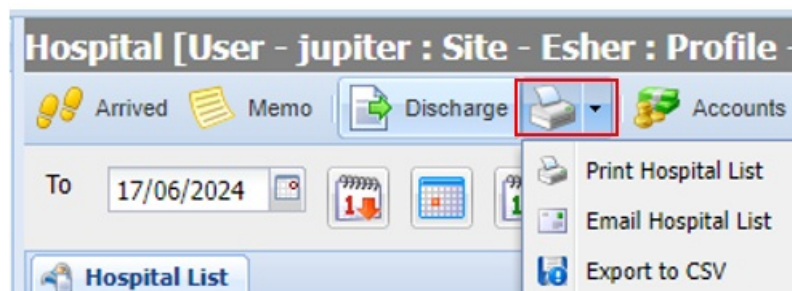 Hospital [User - jupiter : Site - Esher : Profile -
Arrived Memo Discharge Accounts
To 17/06/2024
Print Hospital List
Email Hospital List
Export to CSV
Hospital List